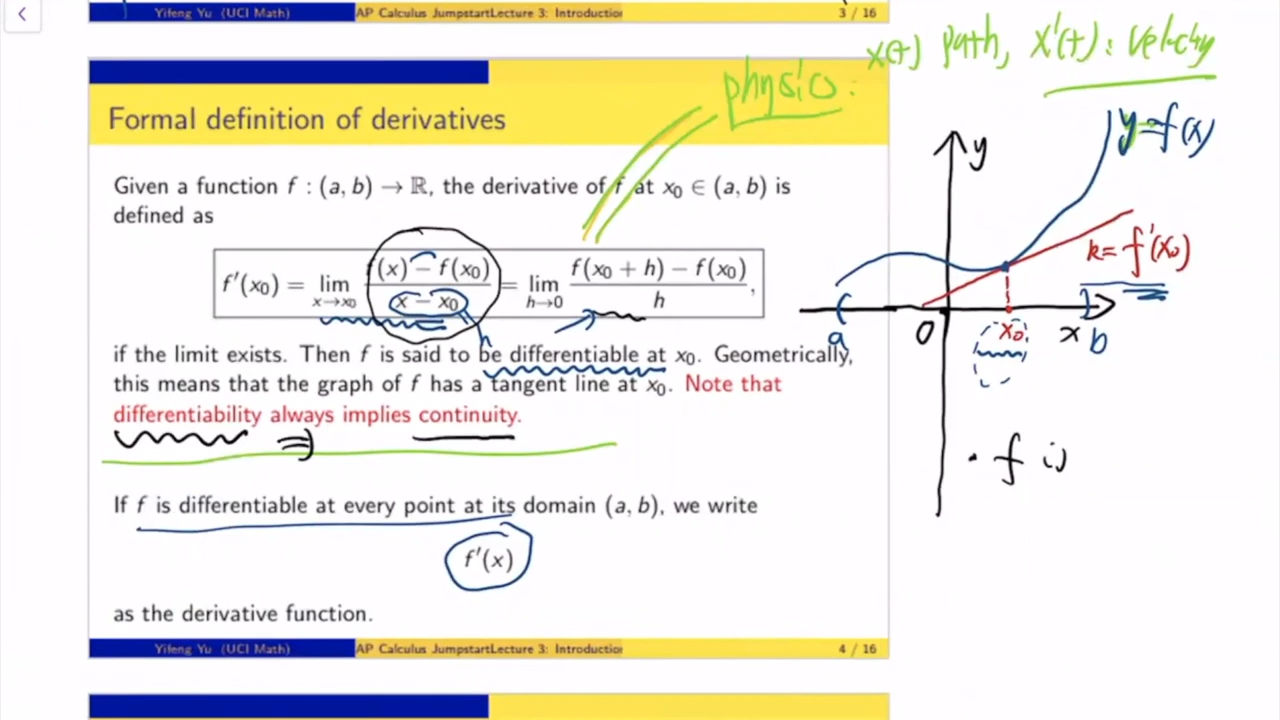 Yifeng Yu (UCI Math) AP Calculus JumpstartLecture 3: Introduction 3 / 16
x(t) path, x'(t): velocity
physics:
Formal definition of derivatives
Given a function f : (a, b) → ℝ, the derivative of f at x₀ ∈ (a, b) is
defined as
f′(x₀) = lim_{x→x₀} (f(x) − f(x₀))/(x − x₀) = lim_{h→0} (f(x₀ + h) − f(x₀))/h,
h
if the limit exists. Then f is said to be differentiable at x₀. Geometrically,
this means that the graph of f has a tangent line at x₀. Note that
differentiability always implies continuity.
⇒
If f is differentiable at every point at its domain (a, b), we write
f′(x)
as the derivative function.
Yifeng Yu (UCI Math) AP Calculus JumpstartLecture 3: Introduction 4 / 16
y
y=f(x)
k= f'(x₀)
( )
a 0 x₀ x b
· f is